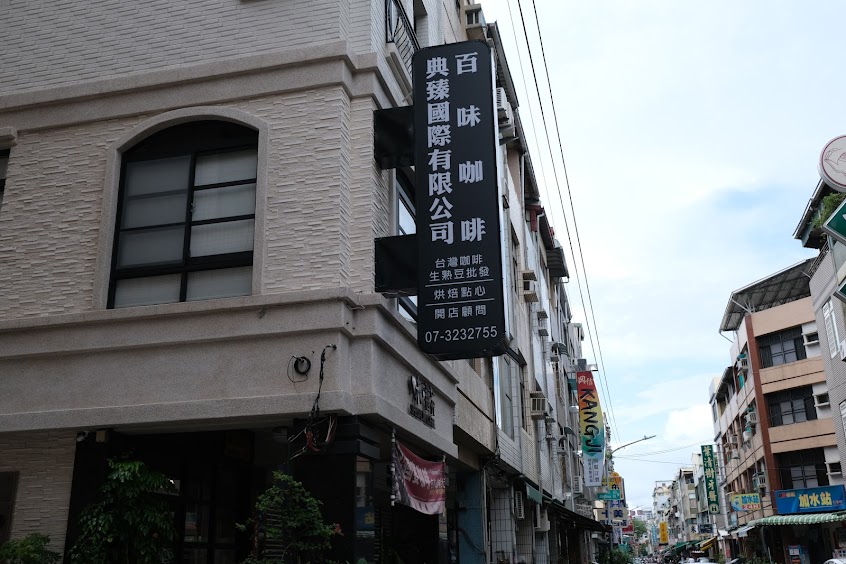 百味咖啡
典臻國際有限公司
台灣咖啡
生熟豆批發
烘焙點心
開店顧問
07-3232755
KANGJ
加水站